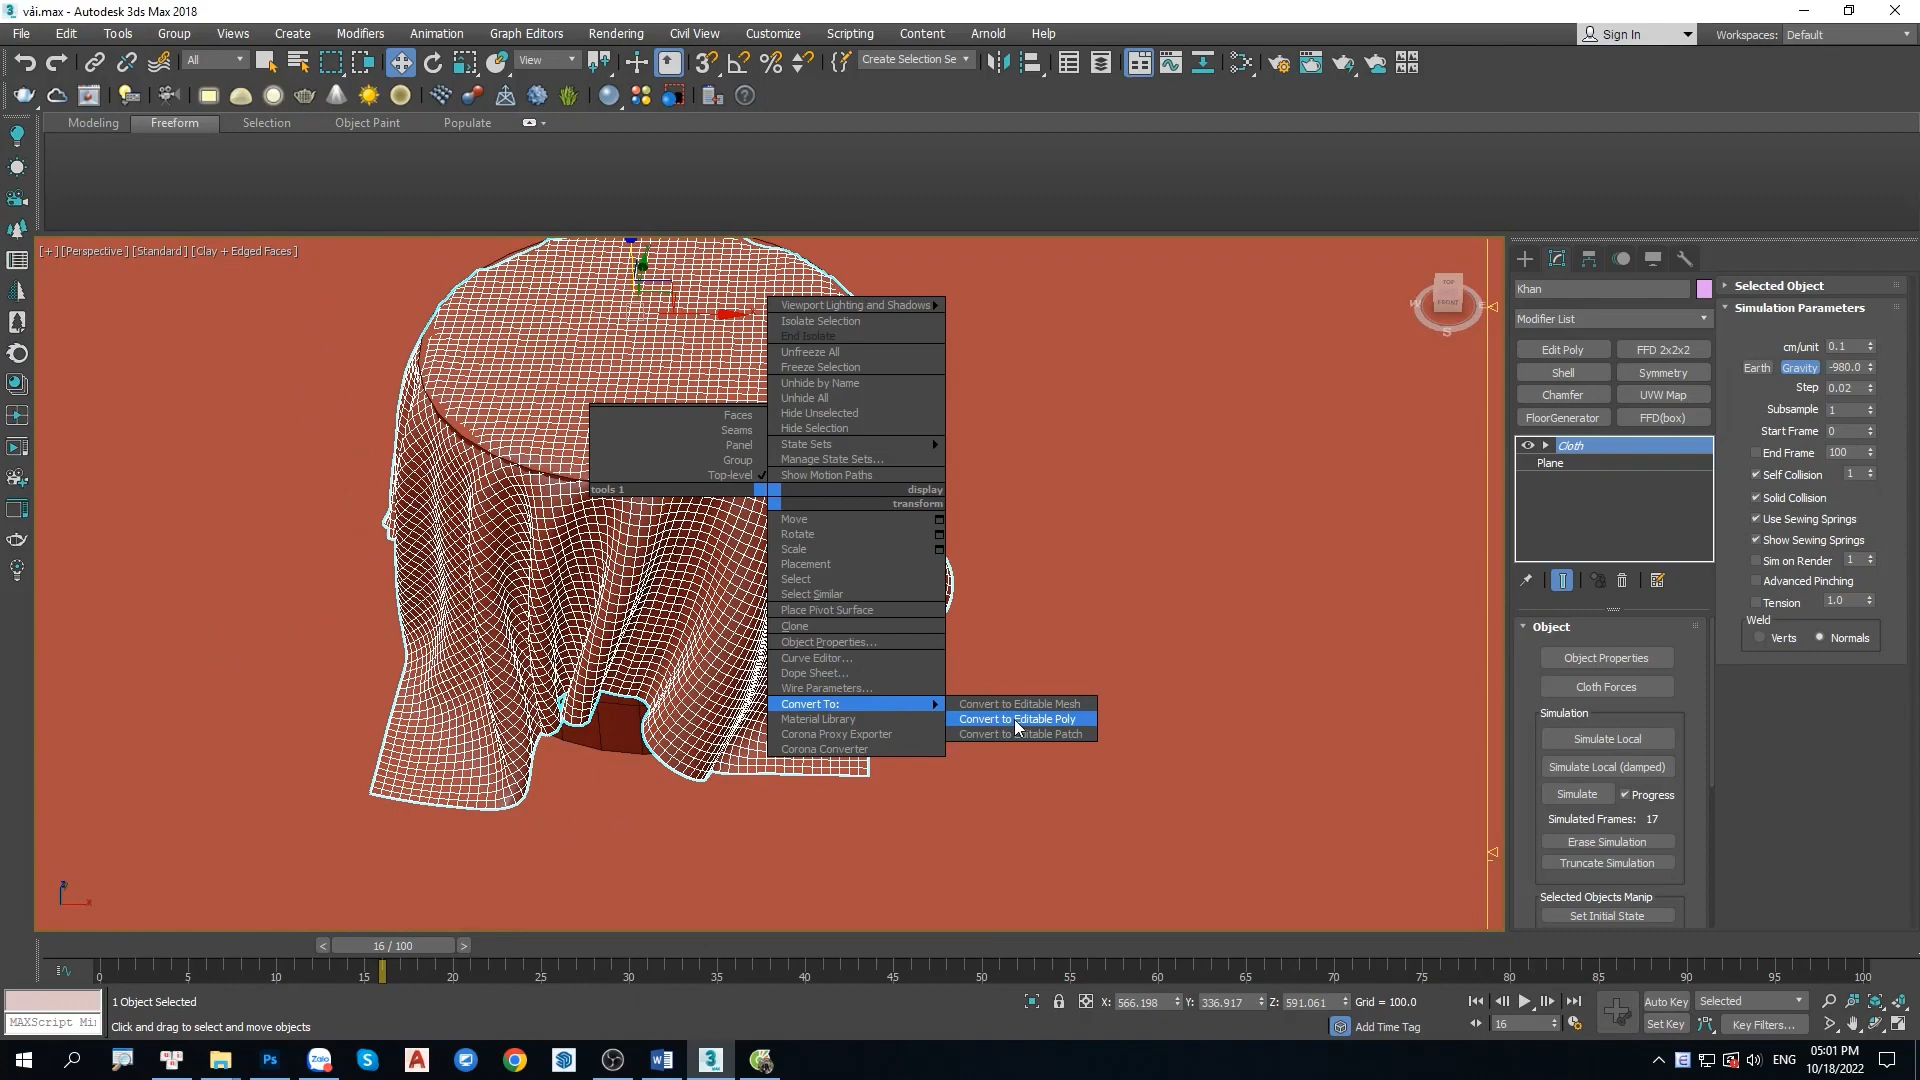 vải.max - Autodesk 3ds Max 2018
File Edit Tools Group Views Create Modifiers Animation Graph Editors Rendering Civil View Customize Scripting Content Arnold Help
Sign In Workspaces: Default
All View Create Selection Se
Modeling Freeform Selection Object Paint Populate
[+] [Perspective] [Standard] [Clay + Edged Faces]
TOP
FRONT
W
S
Viewport Lighting and Shadows
Isolate Selection
End Isolate
Unfreeze All
Freeze Selection
Unhide by Name
Unhide All
Hide Unselected
Hide Selection
State Sets
Manage State Sets...
Show Motion Paths
Faces
Seams
Panel
Group
Top-level
tools 1 display
transform
Move
Rotate
Scale
Placement
Select
Select Similar
Place Pivot Surface
Clone
Object Properties...
Curve Editor...
Dope Sheet...
Wire Parameters...
Convert To:
Material Library
Corona Proxy Exporter
Corona Converter
Convert to Editable Mesh
Convert to Editable Poly
Convert to Editable Patch
Khan
Modifier List
Edit Poly FFD 2x2x2
Shell Symmetry
Chamfer UVW Map
FloorGenerator FFD(box)
Cloth
Plane
Object
Object Properties
Cloth Forces
Simulation
Simulate Local
Simulate Local (damped)
Simulate Progress
Simulated Frames: 17
Erase Simulation
Truncate Simulation
Selected Objects Manip
Set Initial State
Selected Object
Simulation Parameters
cm/unit 0.1
Earth Gravity -980.0
Step 0.02
Subsample 1
Start Frame 0
End Frame 100
Self Collision 1
Solid Collision
Use Sewing Springs
Show Sewing Springs
Sim on Render 1
Advanced Pinching
Tension 1.0
Weld
Verts Normals
< 16 / 100 >
0 5 10 15 20 25 30 35 40 45 50 55 60 65 70 75 80 85 90 95 100
1 Object Selected
Click and drag to select and move objects
MAXScript Mi
X: 566.198 Y: 336.917 Z: 591.061 Grid = 100.0
Add Time Tag
16
Auto Key Selected
Set Key Key Filters...
Ps Zalo
ENG
05:01 PM
10/18/2022